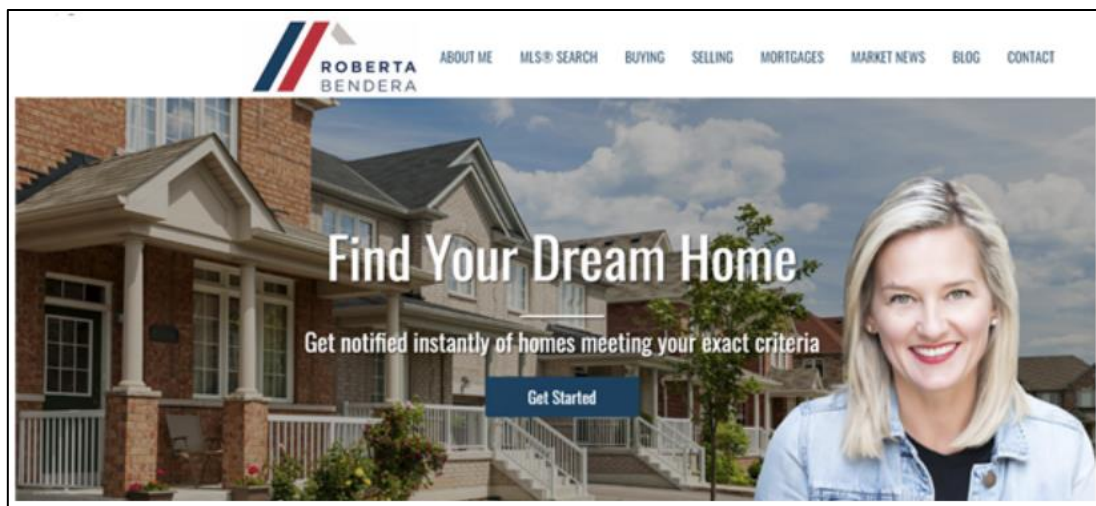 ROBERTA
BENDERA
ABOUT ME MLS® SEARCH BUYING SELLING MORTGAGES MARKET NEWS BLOG CONTACT
Find Your Dream Home
Get notified instantly of homes meeting your exact criteria
Get Started